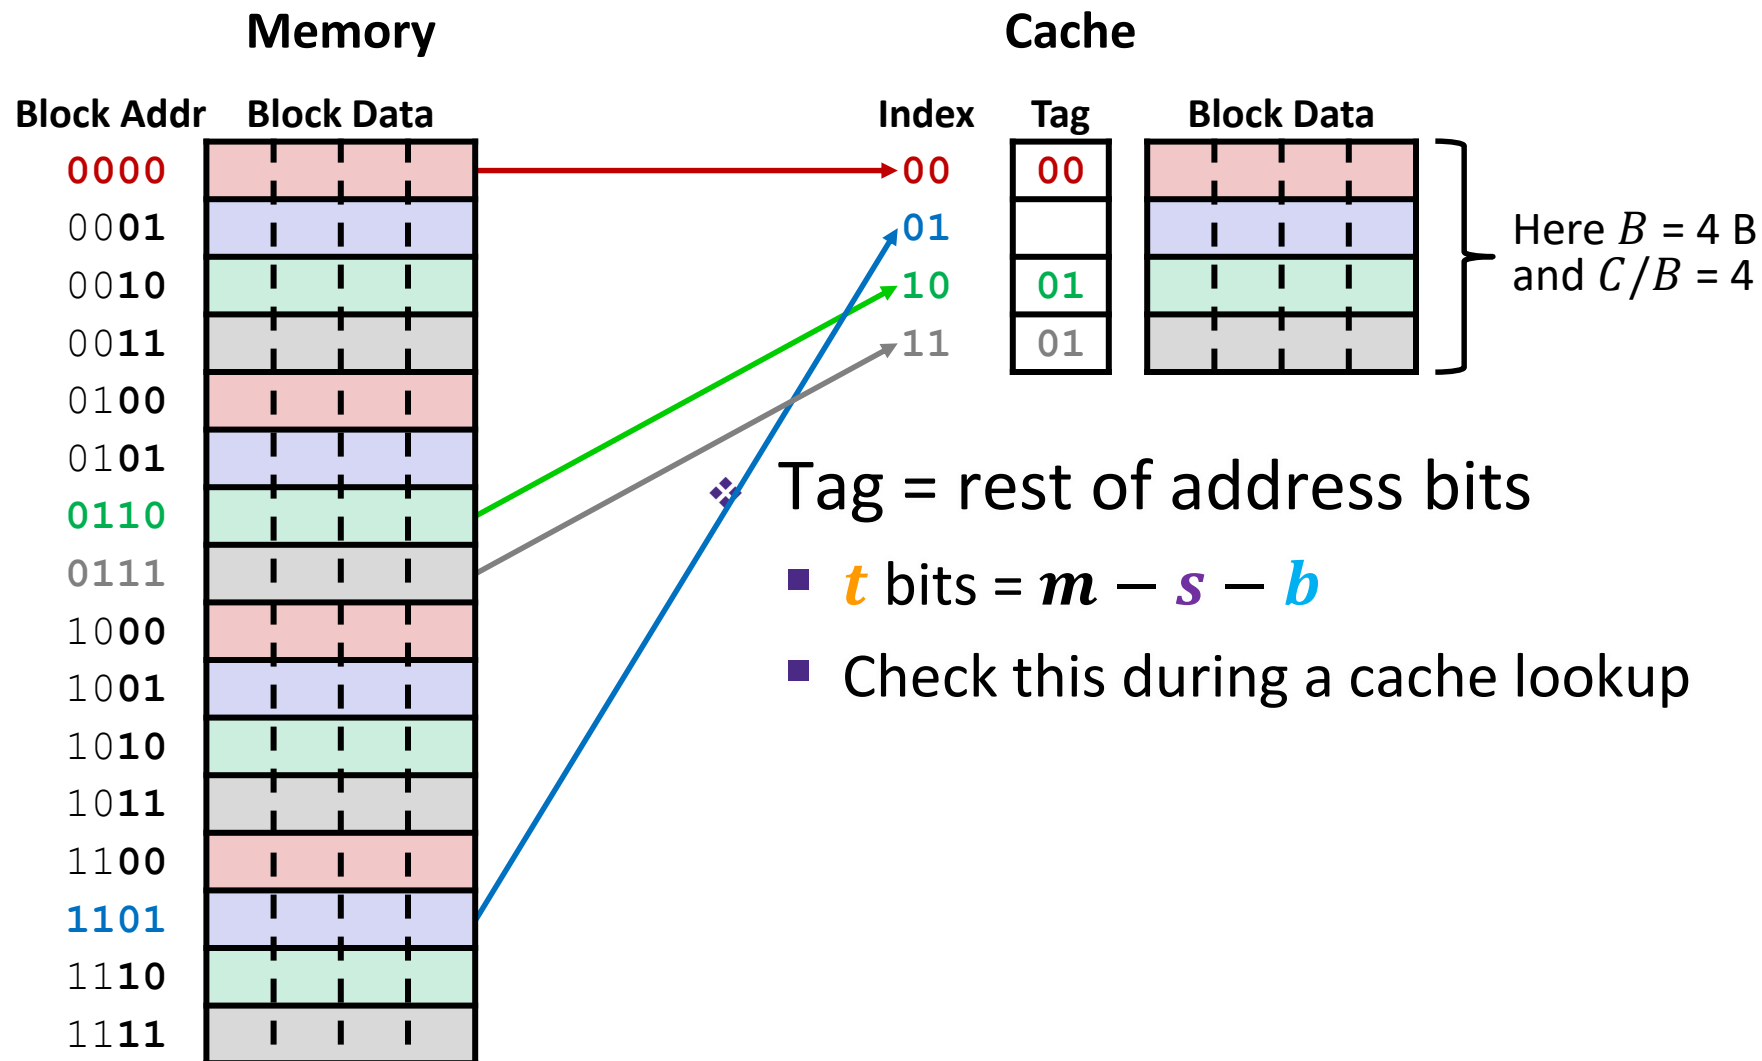 Memory
Cache
Block Addr Block Data
Index Tag Block Data
0000
0001
0010
0011
0100
0101
0110
0111
1000
1001
1010
1011
1100
1101
1110
1111
00 00
01
10 01
11 01
Here B = 4 B
and C/B = 4
❖ Tag = rest of address bits
▪ t bits = m − s − b
▪ Check this during a cache lookup